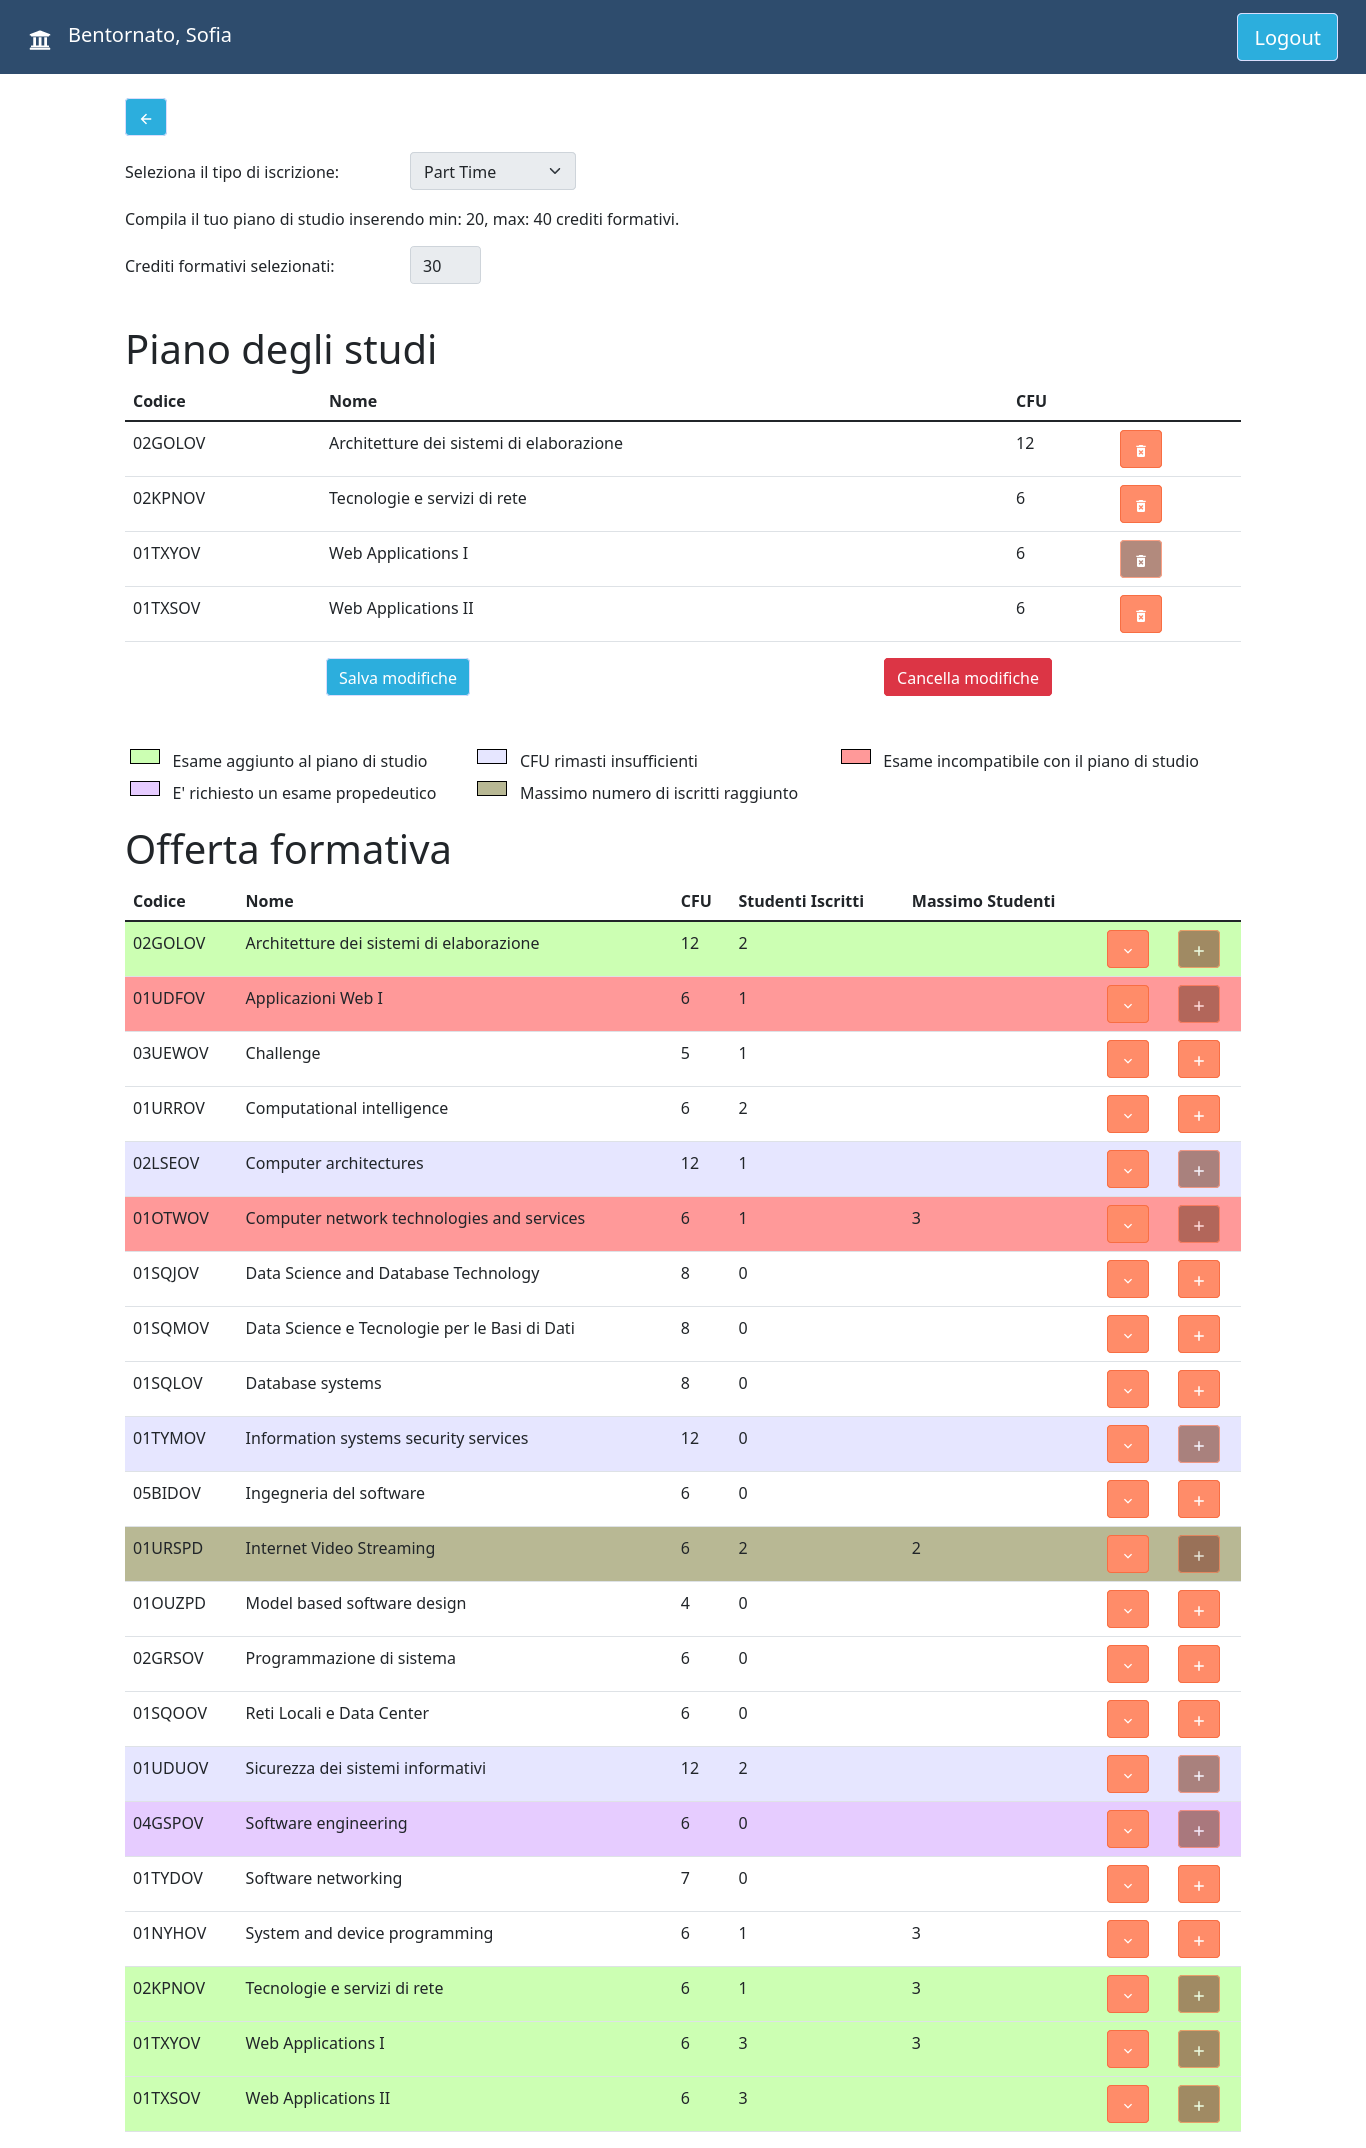 Bentornato, Sofia Logout
Seleziona il tipo di iscrizione: Part Time
Compila il tuo piano di studio inserendo min: 20, max: 40 crediti formativi.
Crediti formativi selezionati: 30
Piano degli studi
Codice Nome CFU
02GOLOV Architetture dei sistemi di elaborazione 12
02KPNOV Tecnologie e servizi di rete 6
01TXYOV Web Applications I 6
01TXSOV Web Applications II 6
Salva modifiche Cancella modifiche
Esame aggiunto al piano di studio CFU rimasti insufficienti Esame incompatibile con il piano di studio
E' richiesto un esame propedeutico Massimo numero di iscritti raggiunto
Offerta formativa
Codice Nome CFU Studenti Iscritti Massimo Studenti
02GOLOV Architetture dei sistemi di elaborazione 12 2
01UDFOV Applicazioni Web I 6 1
03UEWOV Challenge 5 1
01URROV Computational intelligence 6 2
02LSEOV Computer architectures 12 1
01OTWOV Computer network technologies and services 6 1 3
01SQJOV Data Science and Database Technology 8 0
01SQMOV Data Science e Tecnologie per le Basi di Dati 8 0
01SQLOV Database systems 8 0
01TYMOV Information systems security services 12 0
05BIDOV Ingegneria del software 6 0
01URSPD Internet Video Streaming 6 2 2
01OUZPD Model based software design 4 0
02GRSOV Programmazione di sistema 6 0
01SQOOV Reti Locali e Data Center 6 0
01UDUOV Sicurezza dei sistemi informativi 12 2
04GSPOV Software engineering 6 0
01TYDOV Software networking 7 0
01NYHOV System and device programming 6 1 3
02KPNOV Tecnologie e servizi di rete 6 1 3
01TXYOV Web Applications I 6 3 3
01TXSOV Web Applications II 6 3